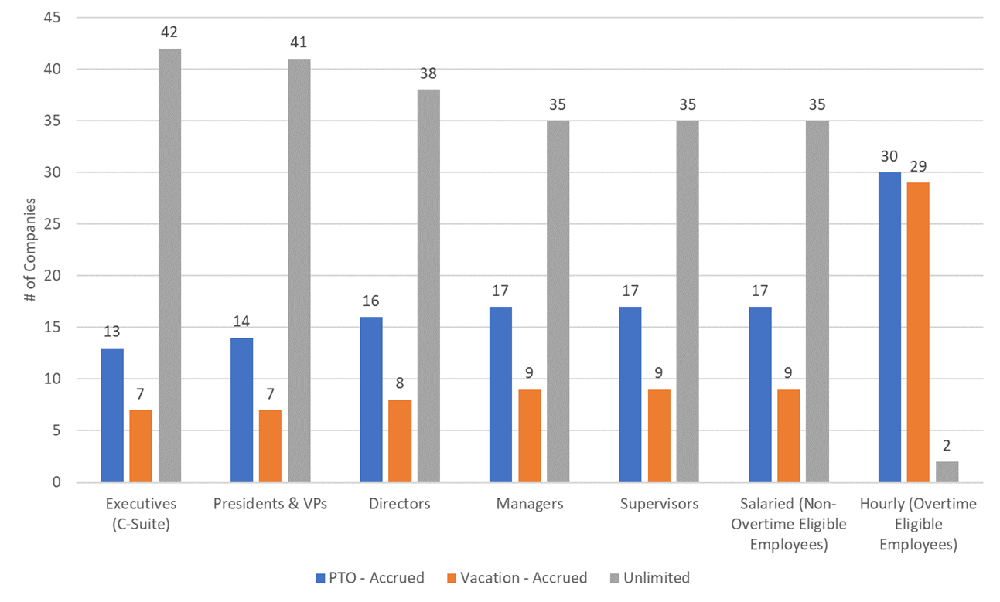 45
40
35
30
25
20
15
10
5
0
# of Companies
13
7
42
14
7
41
16
8
38
17
9
35
17
9
35
17
9
35
30
29
2
Executives
(C-Suite)
Presidents & VPs
Directors
Managers
Supervisors
Salaried (Non-
Overtime Eligible
Employees)
Hourly (Overtime
Eligible
Employees)
PTO - Accrued
Vacation - Accrued
Unlimited